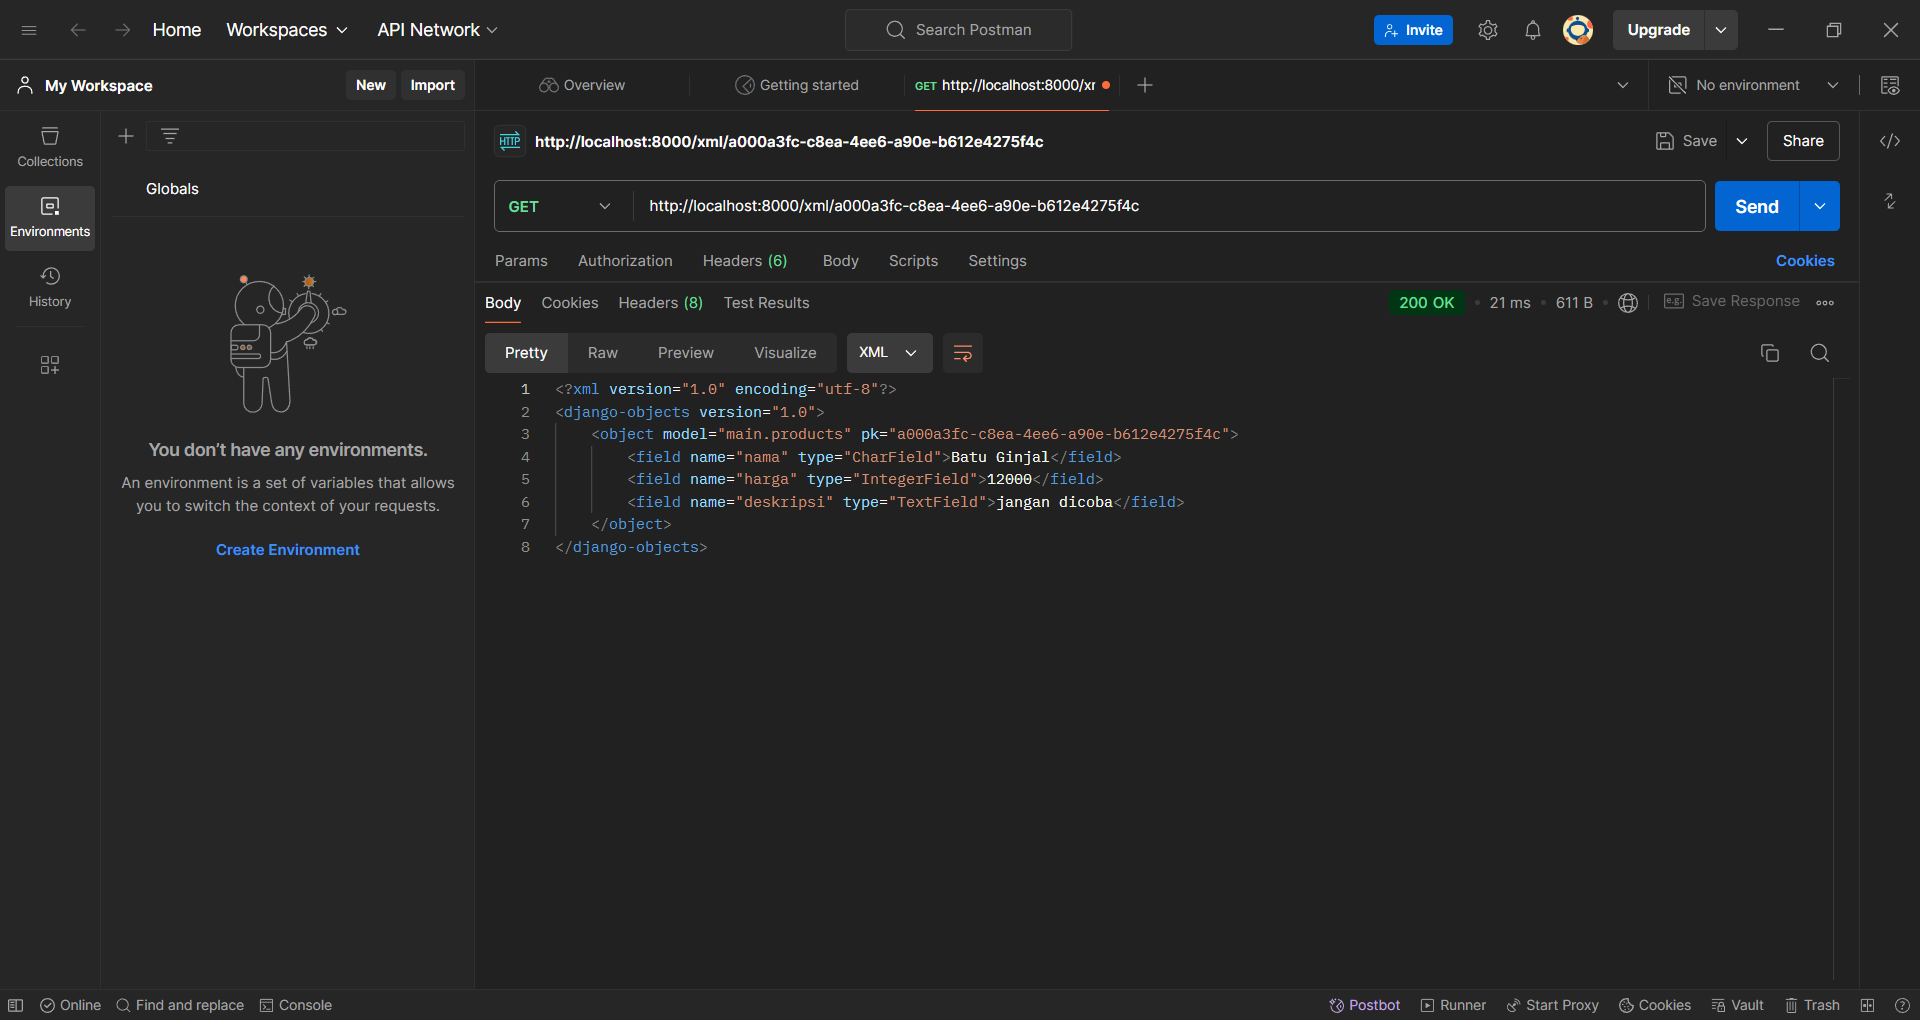 Home
Workspaces
API Network
Search Postman
Invite
Upgrade
My Workspace
New
Import
Overview
Getting started
GET http://localhost:8000/xr
No environment
Collections
Environments
History
Globals
You don't have any environments.
An environment is a set of variables that allows
you to switch the context of your requests.
Create Environment
HTTP
http://localhost:8000/xml/a000a3fc-c8ea-4ee6-a90e-b612e4275f4c
Save
Share
GET
http://localhost:8000/xml/a000a3fc-c8ea-4ee6-a90e-b612e4275f4c
Send
Params
Authorization
Headers (6)
Body
Scripts
Settings
Cookies
Body
Cookies
Headers (8)
Test Results
200 OK
21 ms
611 B
e.g.
Save Response
Pretty
Raw
Preview
Visualize
XML
1 <?xml version="1.0" encoding="utf-8"?>
2 <django-objects version="1.0">
3 <object model="main.products" pk="a000a3fc-c8ea-4ee6-a90e-b612e4275f4c">
4 <field name="nama" type="CharField">Batu Ginjal</field>
5 <field name="harga" type="IntegerField">12000</field>
6 <field name="deskripsi" type="TextField">jangan dicoba</field>
7 </object>
8 </django-objects>
Online
Find and replace
Console
Postbot
Runner
Start Proxy
Cookies
Vault
Trash